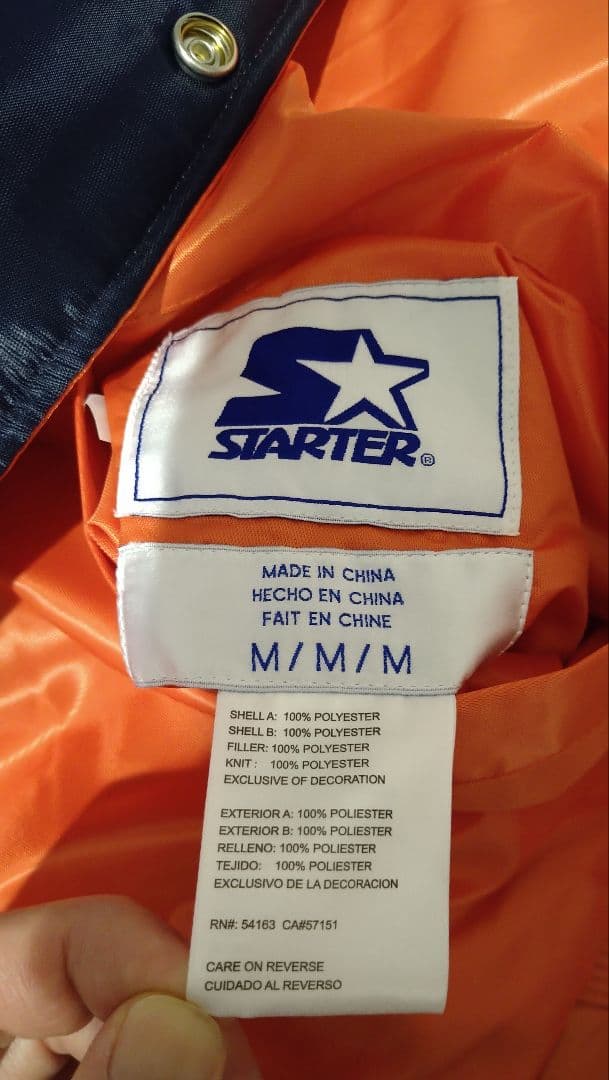 STARTER®
MADE IN CHINA
HECHO EN CHINA
FAIT EN CHINE
M / M / M
SHELL A: 100% POLYESTER
SHELL B: 100% POLYESTER
FILLER: 100% POLYESTER
KNIT : 100% POLYESTER
EXCLUSIVE OF DECORATION
EXTERIOR A: 100% POLIESTER
EXTERIOR B: 100% POLIESTER
RELLENO: 100% POLIESTER
TEJIDO: 100% POLIESTER
EXCLUSIVO DE LA DECORACION
RN#: 54163 CA#57151
CARE ON REVERSE
CUIDADO AL REVERSO